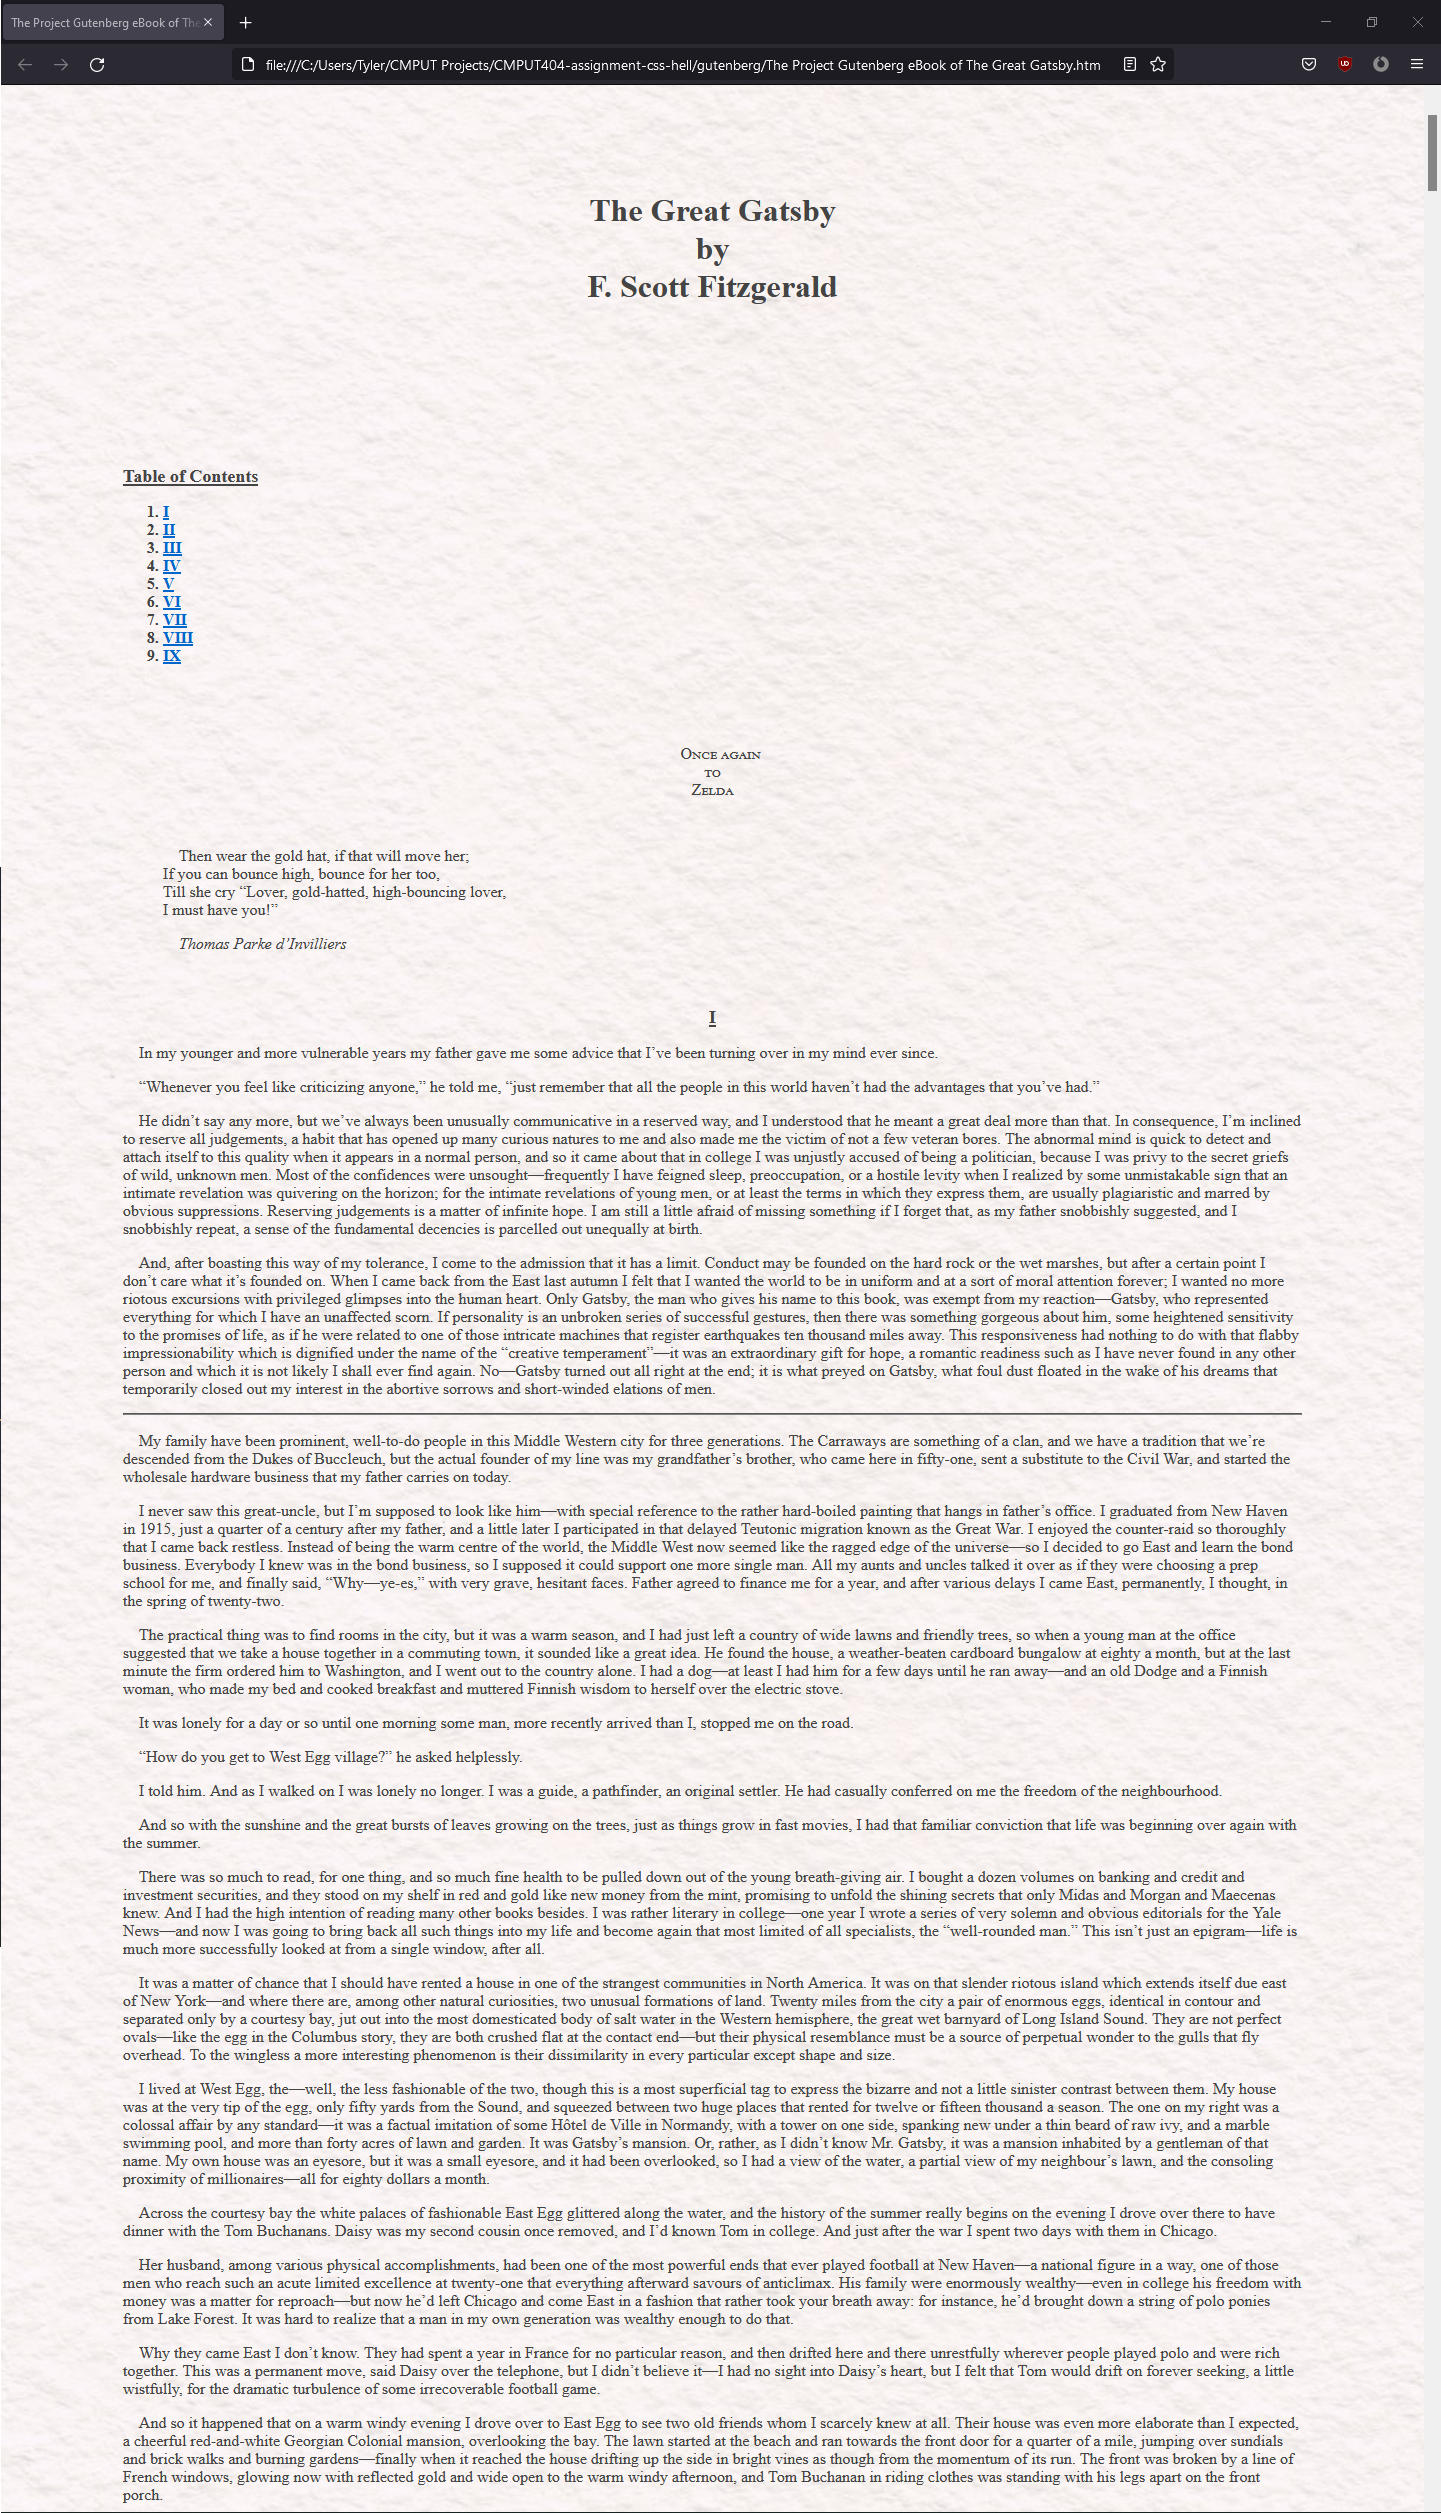 The Project Gutenberg eBook of The
file:///C:/Users/Tyler/CMPUT Projects/CMPUT404-assignment-css-hell/gutenberg/The Project Gutenberg eBook of The Great Gatsby.htm
The Great Gatsby
by
F. Scott Fitzgerald
Table of Contents
1. I
2. II
3. III
4. IV
5. V
6. VI
7. VII
8. VIII
9. IX
Once again
to
Zelda
Then wear the gold hat, if that will move her;
If you can bounce high, bounce for her too,
Till she cry “Lover, gold-hatted, high-bouncing lover,
I must have you!”
Thomas Parke d’Invilliers
I
In my younger and more vulnerable years my father gave me some advice that I’ve been turning over in my mind ever since.
“Whenever you feel like criticizing anyone,” he told me, “just remember that all the people in this world haven’t had the advantages that you’ve had.”
He didn’t say any more, but we’ve always been unusually communicative in a reserved way, and I understood that he meant a great deal more than that. In consequence, I’m inclined
to reserve all judgements, a habit that has opened up many curious natures to me and also made me the victim of not a few veteran bores. The abnormal mind is quick to detect and
attach itself to this quality when it appears in a normal person, and so it came about that in college I was unjustly accused of being a politician, because I was privy to the secret griefs
of wild, unknown men. Most of the confidences were unsought—frequently I have feigned sleep, preoccupation, or a hostile levity when I realized by some unmistakable sign that an
intimate revelation was quivering on the horizon; for the intimate revelations of young men, or at least the terms in which they express them, are usually plagiaristic and marred by
obvious suppressions. Reserving judgements is a matter of infinite hope. I am still a little afraid of missing something if I forget that, as my father snobbishly suggested, and I
snobbishly repeat, a sense of the fundamental decencies is parcelled out unequally at birth.
And, after boasting this way of my tolerance, I come to the admission that it has a limit. Conduct may be founded on the hard rock or the wet marshes, but after a certain point I
don’t care what it’s founded on. When I came back from the East last autumn I felt that I wanted the world to be in uniform and at a sort of moral attention forever; I wanted no more
riotous excursions with privileged glimpses into the human heart. Only Gatsby, the man who gives his name to this book, was exempt from my reaction—Gatsby, who represented
everything for which I have an unaffected scorn. If personality is an unbroken series of successful gestures, then there was something gorgeous about him, some heightened sensitivity
to the promises of life, as if he were related to one of those intricate machines that register earthquakes ten thousand miles away. This responsiveness had nothing to do with that flabby
impressionability which is dignified under the name of the “creative temperament”—it was an extraordinary gift for hope, a romantic readiness such as I have never found in any other
person and which it is not likely I shall ever find again. No—Gatsby turned out all right at the end; it is what preyed on Gatsby, what foul dust floated in the wake of his dreams that
temporarily closed out my interest in the abortive sorrows and short-winded elations of men.
My family have been prominent, well-to-do people in this Middle Western city for three generations. The Carraways are something of a clan, and we have a tradition that we’re
descended from the Dukes of Buccleuch, but the actual founder of my line was my grandfather’s brother, who came here in fifty-one, sent a substitute to the Civil War, and started the
wholesale hardware business that my father carries on today.
I never saw this great-uncle, but I’m supposed to look like him—with special reference to the rather hard-boiled painting that hangs in father’s office. I graduated from New Haven
in 1915, just a quarter of a century after my father, and a little later I participated in that delayed Teutonic migration known as the Great War. I enjoyed the counter-raid so thoroughly
that I came back restless. Instead of being the warm centre of the world, the Middle West now seemed like the ragged edge of the universe—so I decided to go East and learn the bond
business. Everybody I knew was in the bond business, so I supposed it could support one more single man. All my aunts and uncles talked it over as if they were choosing a prep
school for me, and finally said, “Why—ye-es,” with very grave, hesitant faces. Father agreed to finance me for a year, and after various delays I came East, permanently, I thought, in
the spring of twenty-two.
The practical thing was to find rooms in the city, but it was a warm season, and I had just left a country of wide lawns and friendly trees, so when a young man at the office
suggested that we take a house together in a commuting town, it sounded like a great idea. He found the house, a weather-beaten cardboard bungalow at eighty a month, but at the last
minute the firm ordered him to Washington, and I went out to the country alone. I had a dog—at least I had him for a few days until he ran away—and an old Dodge and a Finnish
woman, who made my bed and cooked breakfast and muttered Finnish wisdom to herself over the electric stove.
It was lonely for a day or so until one morning some man, more recently arrived than I, stopped me on the road.
“How do you get to West Egg village?” he asked helplessly.
I told him. And as I walked on I was lonely no longer. I was a guide, a pathfinder, an original settler. He had casually conferred on me the freedom of the neighbourhood.
And so with the sunshine and the great bursts of leaves growing on the trees, just as things grow in fast movies, I had that familiar conviction that life was beginning over again with
the summer.
There was so much to read, for one thing, and so much fine health to be pulled down out of the young breath-giving air. I bought a dozen volumes on banking and credit and
investment securities, and they stood on my shelf in red and gold like new money from the mint, promising to unfold the shining secrets that only Midas and Morgan and Maecenas
knew. And I had the high intention of reading many other books besides. I was rather literary in college—one year I wrote a series of very solemn and obvious editorials for the Yale
News—and now I was going to bring back all such things into my life and become again that most limited of all specialists, the “well-rounded man.” This isn’t just an epigram—life is
much more successfully looked at from a single window, after all.
It was a matter of chance that I should have rented a house in one of the strangest communities in North America. It was on that slender riotous island which extends itself due east
of New York—and where there are, among other natural curiosities, two unusual formations of land. Twenty miles from the city a pair of enormous eggs, identical in contour and
separated only by a courtesy bay, jut out into the most domesticated body of salt water in the Western hemisphere, the great wet barnyard of Long Island Sound. They are not perfect
ovals—like the egg in the Columbus story, they are both crushed flat at the contact end—but their physical resemblance must be a source of perpetual wonder to the gulls that fly
overhead. To the wingless a more interesting phenomenon is their dissimilarity in every particular except shape and size.
I lived at West Egg, the—well, the less fashionable of the two, though this is a most superficial tag to express the bizarre and not a little sinister contrast between them. My house
was at the very tip of the egg, only fifty yards from the Sound, and squeezed between two huge places that rented for twelve or fifteen thousand a season. The one on my right was a
colossal affair by any standard—it was a factual imitation of some Hôtel de Ville in Normandy, with a tower on one side, spanking new under a thin beard of raw ivy, and a marble
swimming pool, and more than forty acres of lawn and garden. It was Gatsby’s mansion. Or, rather, as I didn’t know Mr. Gatsby, it was a mansion inhabited by a gentleman of that
name. My own house was an eyesore, but it was a small eyesore, and it had been overlooked, so I had a view of the water, a partial view of my neighbour’s lawn, and the consoling
proximity of millionaires—all for eighty dollars a month.
Across the courtesy bay the white palaces of fashionable East Egg glittered along the water, and the history of the summer really begins on the evening I drove over there to have
dinner with the Tom Buchanans. Daisy was my second cousin once removed, and I’d known Tom in college. And just after the war I spent two days with them in Chicago.
Her husband, among various physical accomplishments, had been one of the most powerful ends that ever played football at New Haven—a national figure in a way, one of those
men who reach such an acute limited excellence at twenty-one that everything afterward savours of anticlimax. His family were enormously wealthy—even in college his freedom with
money was a matter for reproach—but now he’d left Chicago and come East in a fashion that rather took your breath away: for instance, he’d brought down a string of polo ponies
from Lake Forest. It was hard to realize that a man in my own generation was wealthy enough to do that.
Why they came East I don’t know. They had spent a year in France for no particular reason, and then drifted here and there unrestfully wherever people played polo and were rich
together. This was a permanent move, said Daisy over the telephone, but I didn’t believe it—I had no sight into Daisy’s heart, but I felt that Tom would drift on forever seeking, a little
wistfully, for the dramatic turbulence of some irrecoverable football game.
And so it happened that on a warm windy evening I drove over to East Egg to see two old friends whom I scarcely knew at all. Their house was even more elaborate than I expected,
a cheerful red-and-white Georgian Colonial mansion, overlooking the bay. The lawn started at the beach and ran towards the front door for a quarter of a mile, jumping over sundials
and brick walks and burning gardens—finally when it reached the house drifting up the side in bright vines as though from the momentum of its run. The front was broken by a line of
French windows, glowing now with reflected gold and wide open to the warm windy afternoon, and Tom Buchanan in riding clothes was standing with his legs apart on the front
porch.